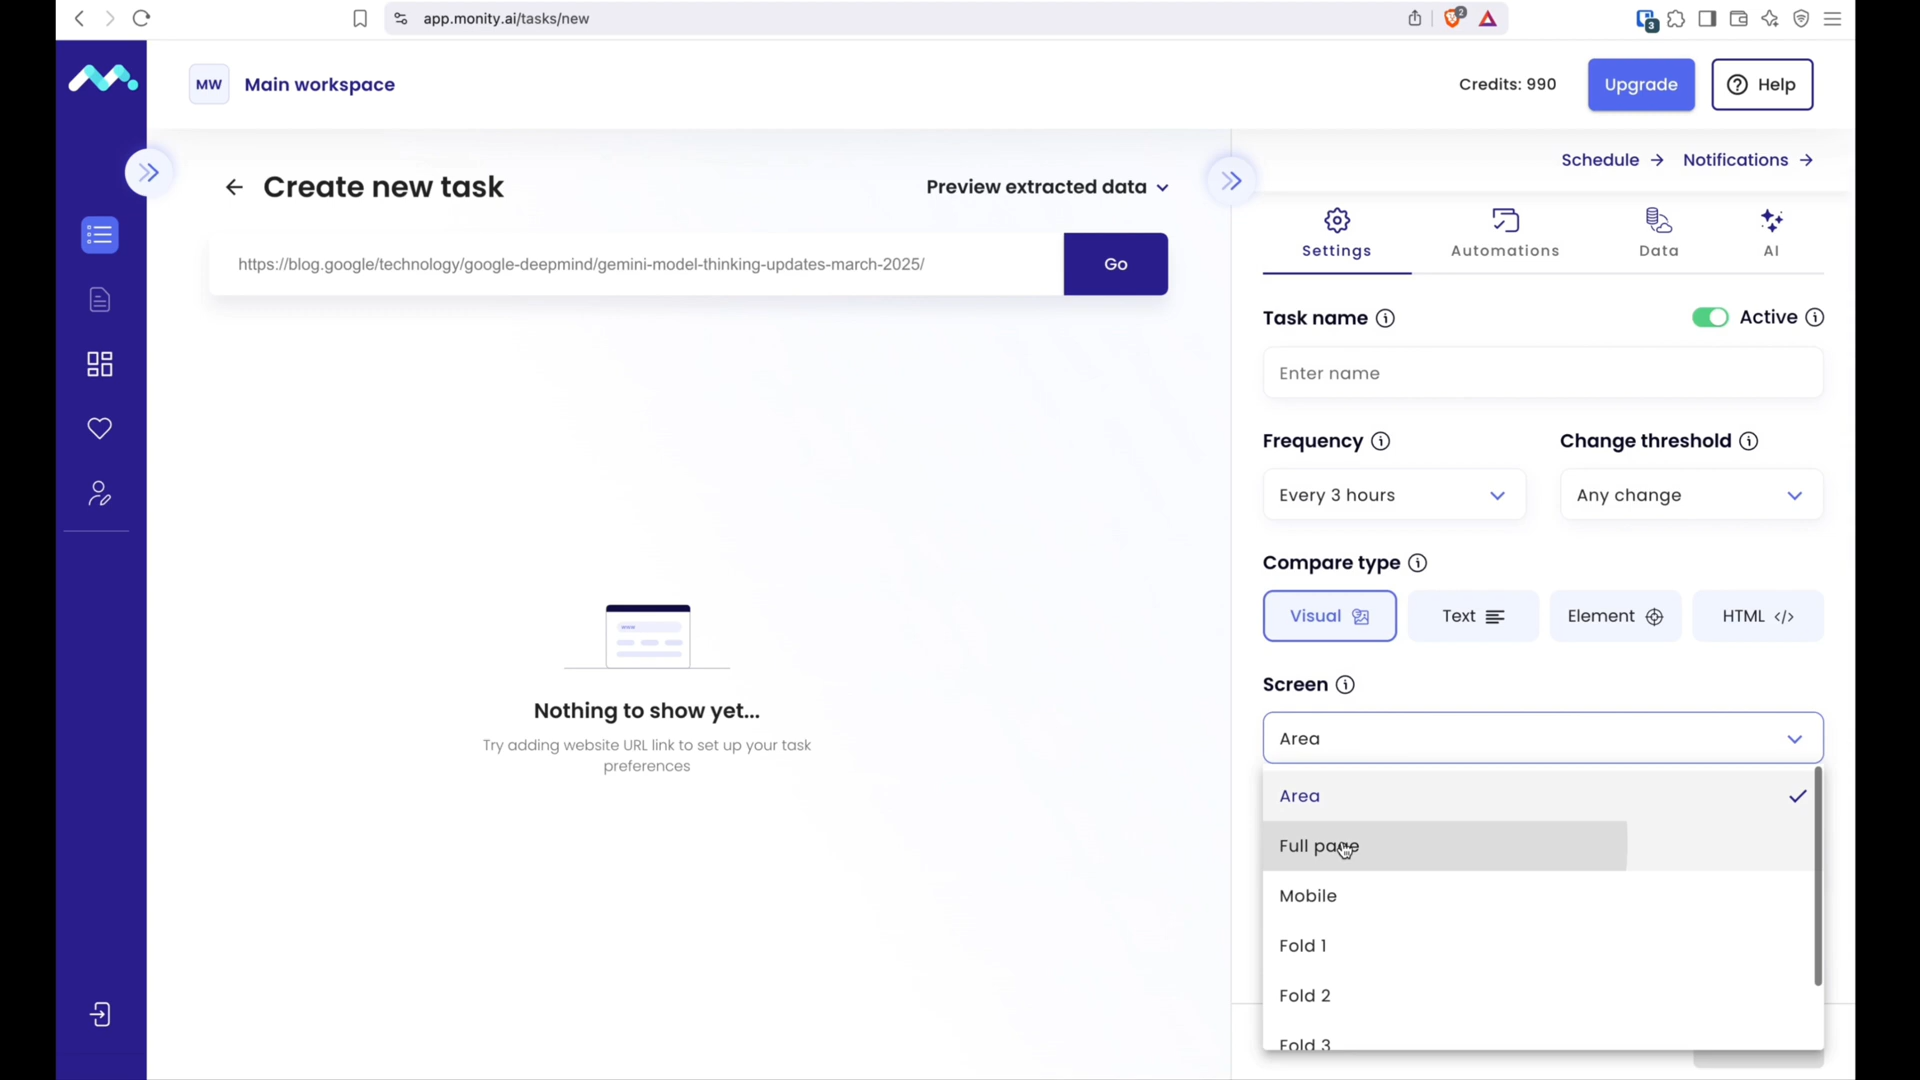 app.monity.ai/tasks/new
2
3
MW
Main workspace
Credits: 990
Upgrade
Help
Schedule
Notifications
Create new task
Preview extracted data
https://blog.google/technology/google-deepmind/gemini-model-thinking-updates-march-2025/
Go
Settings
Automations
Data
AI
Task name
Active
Enter name
Frequency
Change threshold
Every 3 hours
Any change
Compare type
Visual
Text
Element
HTML
Screen
Area
Area
Full page
Mobile
Fold 1
Fold 2
Fold 3
Nothing to show yet...
Try adding website URL link to set up your task
preferences